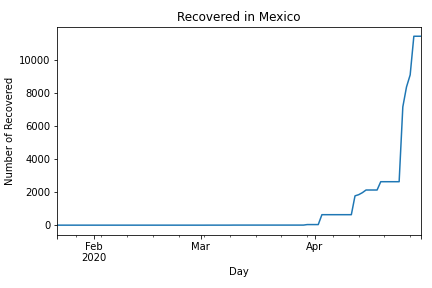 Recovered in Mexico
Number of Recovered
10000
8000
6000
4000
2000
0
Feb
2020
Mar
Apr
Day